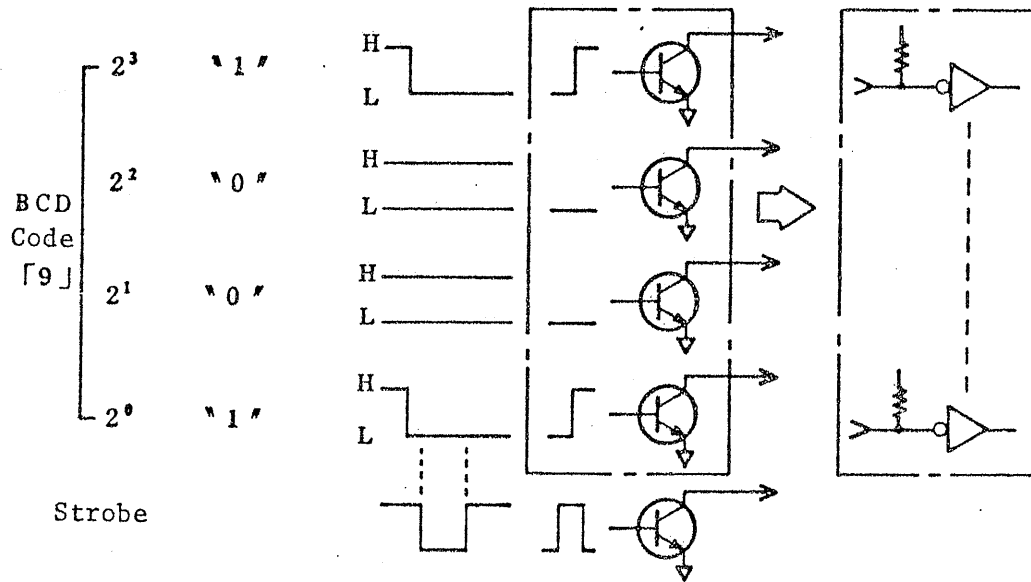 H
2³ "1"
L
H
2² "0"
L
BCD
Code
「9」
H
2¹ "0"
L
H
2⁰ "1"
L
Strobe